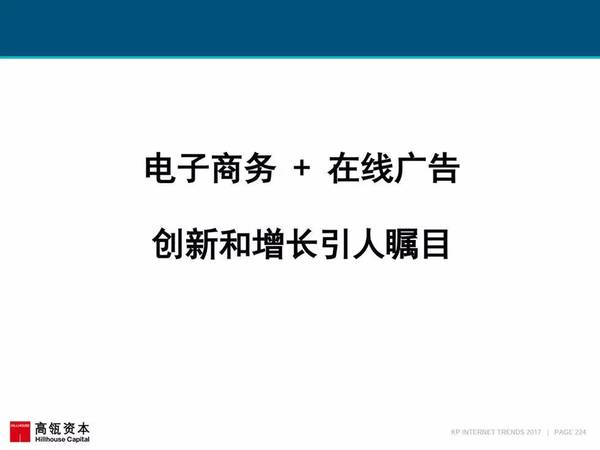 电子商务 + 在线广告
创新和增长引人瞩目
HILLHOUSE
高瓴资本
Hillhouse Capital
KP INTERNET TRENDS 2017 | PAGE 224